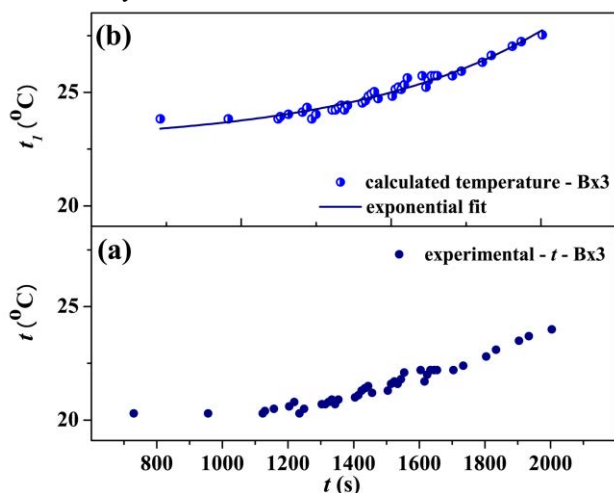 (b)
25
20
t₁ (⁰C)
calculated temperature - Bx3
exponential fit
(a)
experimental - t - Bx3
25
20
t (⁰C)
800 1000 1200 1400 1600 1800 2000
t (s)